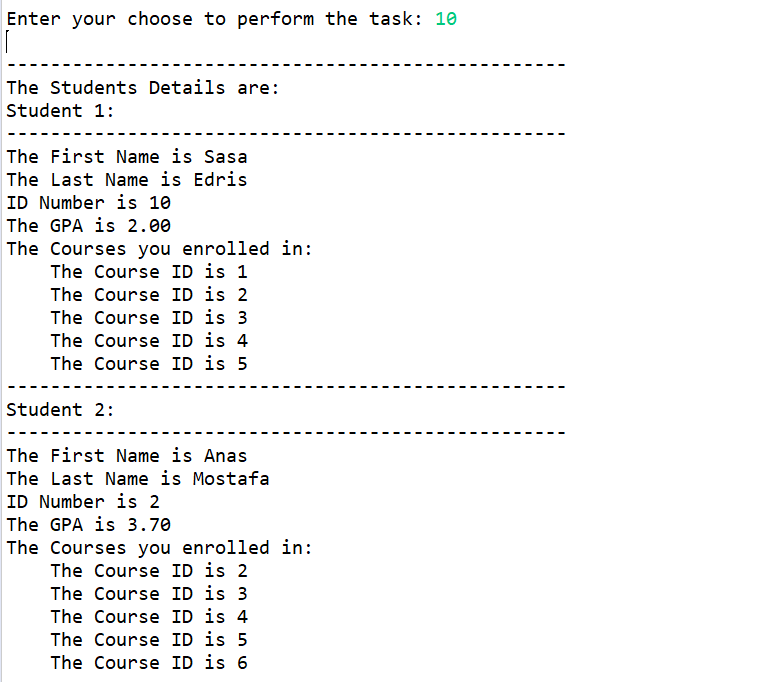 Enter your choose to perform the task: 10
---------------------------------------------------
The Students Details are:
Student 1:
---------------------------------------------------
The First Name is Sasa
The Last Name is Edris
ID Number is 10
The GPA is 2.00
The Courses you enrolled in:
    The Course ID is 1
    The Course ID is 2
    The Course ID is 3
    The Course ID is 4
    The Course ID is 5
---------------------------------------------------
Student 2:
---------------------------------------------------
The First Name is Anas
The Last Name is Mostafa
ID Number is 2
The GPA is 3.70
The Courses you enrolled in:
    The Course ID is 2
    The Course ID is 3
    The Course ID is 4
    The Course ID is 5
    The Course ID is 6